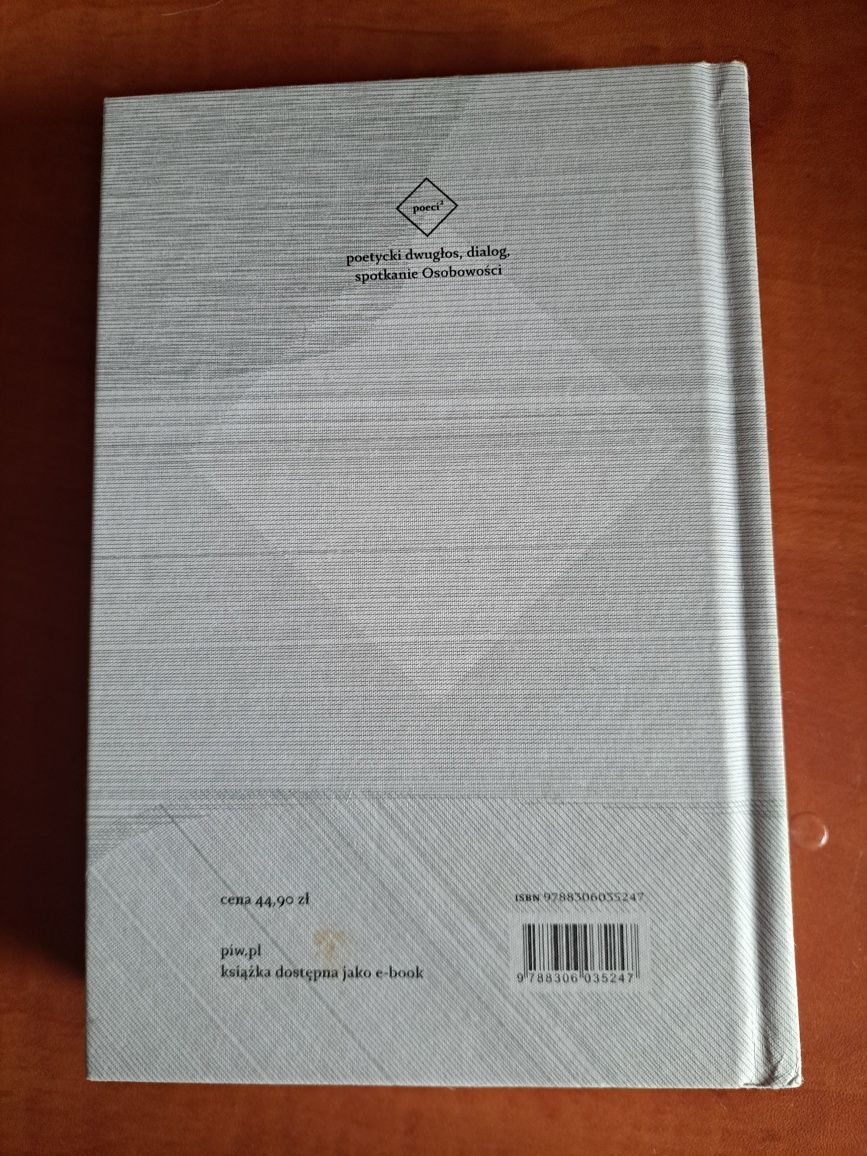 poeci²
poetycki dwugłos, dialog,
spotkanie Osobowości
cena 44,90 zł
piw.pl
książka dostępna jako e-book
ISBN 9788306035247
9 788306 035247